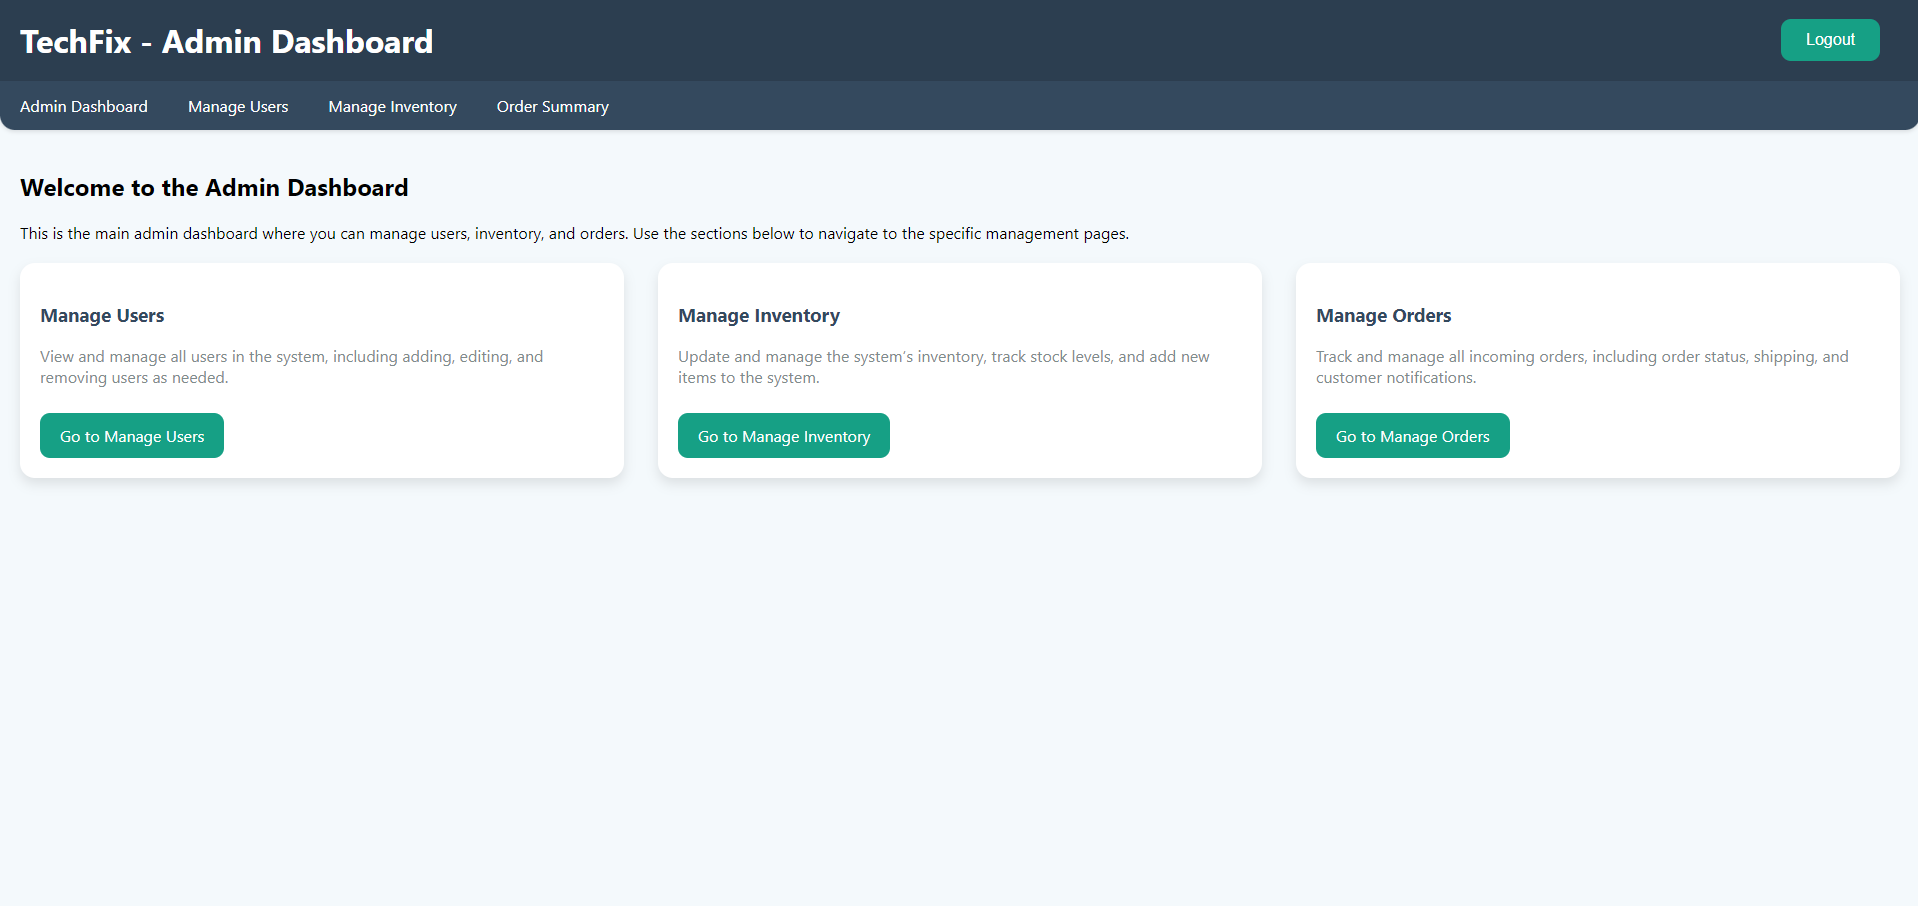 TechFix - Admin Dashboard
Logout
Admin Dashboard
Manage Users
Manage Inventory
Order Summary
Welcome to the Admin Dashboard
This is the main admin dashboard where you can manage users, inventory, and orders. Use the sections below to navigate to the specific management pages.
Manage Users
View and manage all users in the system, including adding, editing, and
removing users as needed.
Go to Manage Users
Manage Inventory
Update and manage the system's inventory, track stock levels, and add new
items to the system.
Go to Manage Inventory
Manage Orders
Track and manage all incoming orders, including order status, shipping, and
customer notifications.
Go to Manage Orders